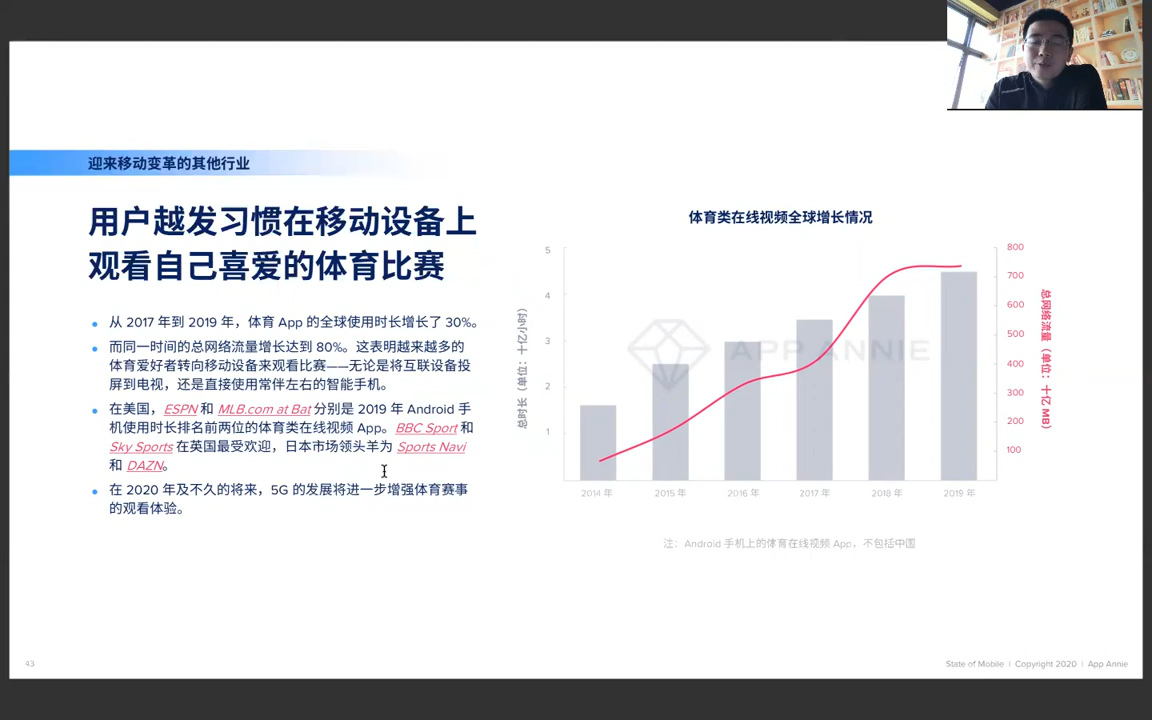 迎来移动变革的其他行业
用户越发习惯在移动设备上
观看自己喜爱的体育比赛
从 2017 年到 2019 年，体育 App 的全球使用时长增长了 30%。
而同一时间的总网络流量增长达到 80%。这表明越来越多的
体育爱好者转向移动设备来观看比赛——无论是将互联设备投
屏到电视，还是直接使用常伴左右的智能手机。
在美国，ESPN 和 MLB.com at Bat 分别是 2019 年 Android 手
机使用时长排名前两位的体育类在线视频 App。BBC Sport 和
Sky Sports 在英国最受欢迎，日本市场领头羊为 Sports Navi
和 DAZN。
在 2020 年及不久的将来，5G 的发展将进一步增强体育赛事
的观看体验。
体育类在线视频全球增长情况
总时长（单位：十亿小时）
5
4
3
2
1
APP ANNIE
800
700
600
500
400
300
200
100
总网络流量（单位：十亿 MB）
2014 年
2015 年
2016 年
2017 年
2018 年
2019 年
注：Android 手机上的体育在线视频 App，不包括中国
43
State of Mobile | Copyright 2020 | App Annie